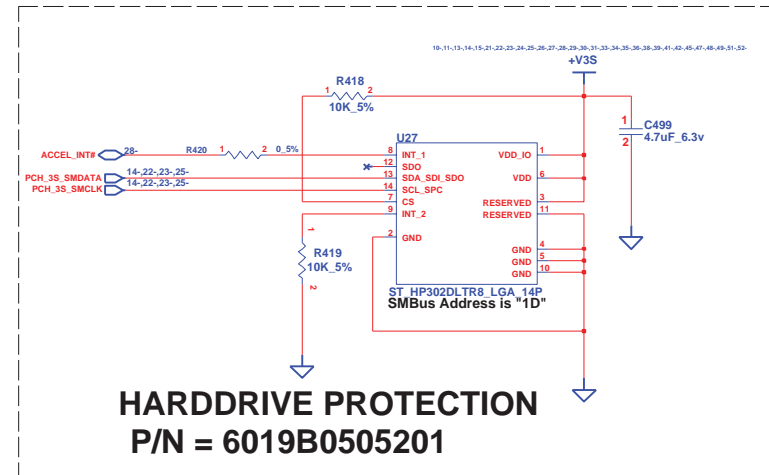 10-,11-,13-,14-,15-,21-,22-,23-,24-,25-,26-,27-,28-,29-,30-,31-,33-,34-,35-,36-,38-,39-,41-,42-,45-,47-,48-,49-,51-,52-
+V3S
R418
1 2
10K_5%
C499
1
4.7uF_6.3v
2
U27
ACCEL_INT# 28- R420 1 2 0_5% 8 INT_1 VDD_IO 1
12 SDO
PCH_3S_SMDATA 14-,22-,23-,25- 13 SDA_SDI_SDO VDD 6
PCH_3S_SMCLK 14-,22-,23-,25- 14 SCL_SPC
7 CS RESERVED 3
9 INT_2 RESERVED 11
2 GND
GND 4
GND 5
GND 10
1
R419
10K_5%
2
ST_HP302DLTR8_LGA_14P
SMBus Address is "1D"
HARDDRIVE PROTECTION
P/N = 6019B0505201